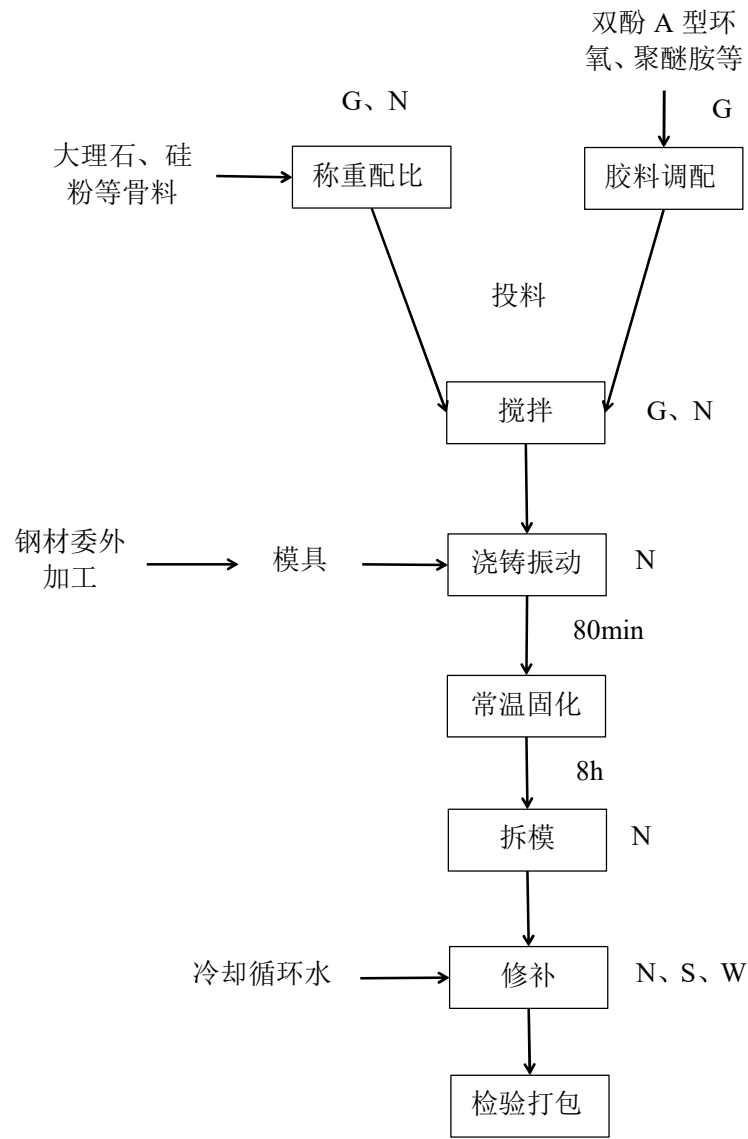 双酚 A 型环
氧、聚醚胺等
G、N
G
大理石、硅
粉等骨料
称重配比
胶料调配
投料
搅拌
G、N
钢材委外
加工
模具
浇铸振动
N
80min
常温固化
8h
拆模
N
冷却循环水
修补
N、S、W
检验打包